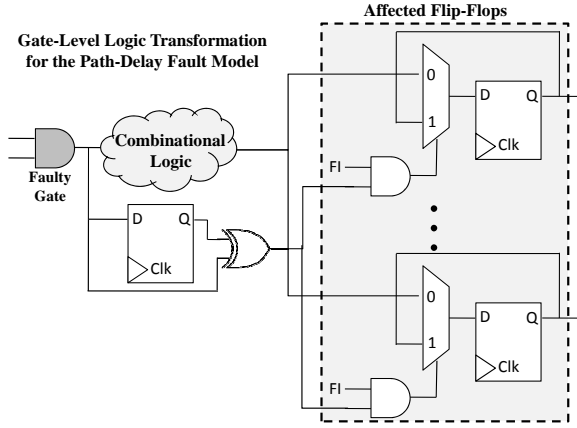 Affected Flip-Flops
Gate-Level Logic Transformation
for the Path-Delay Fault Model
0
D Q
1
Combinational
Logic
Clk
FI
Faulty
Gate
D Q
Clk
0
D Q
1
Clk
FI